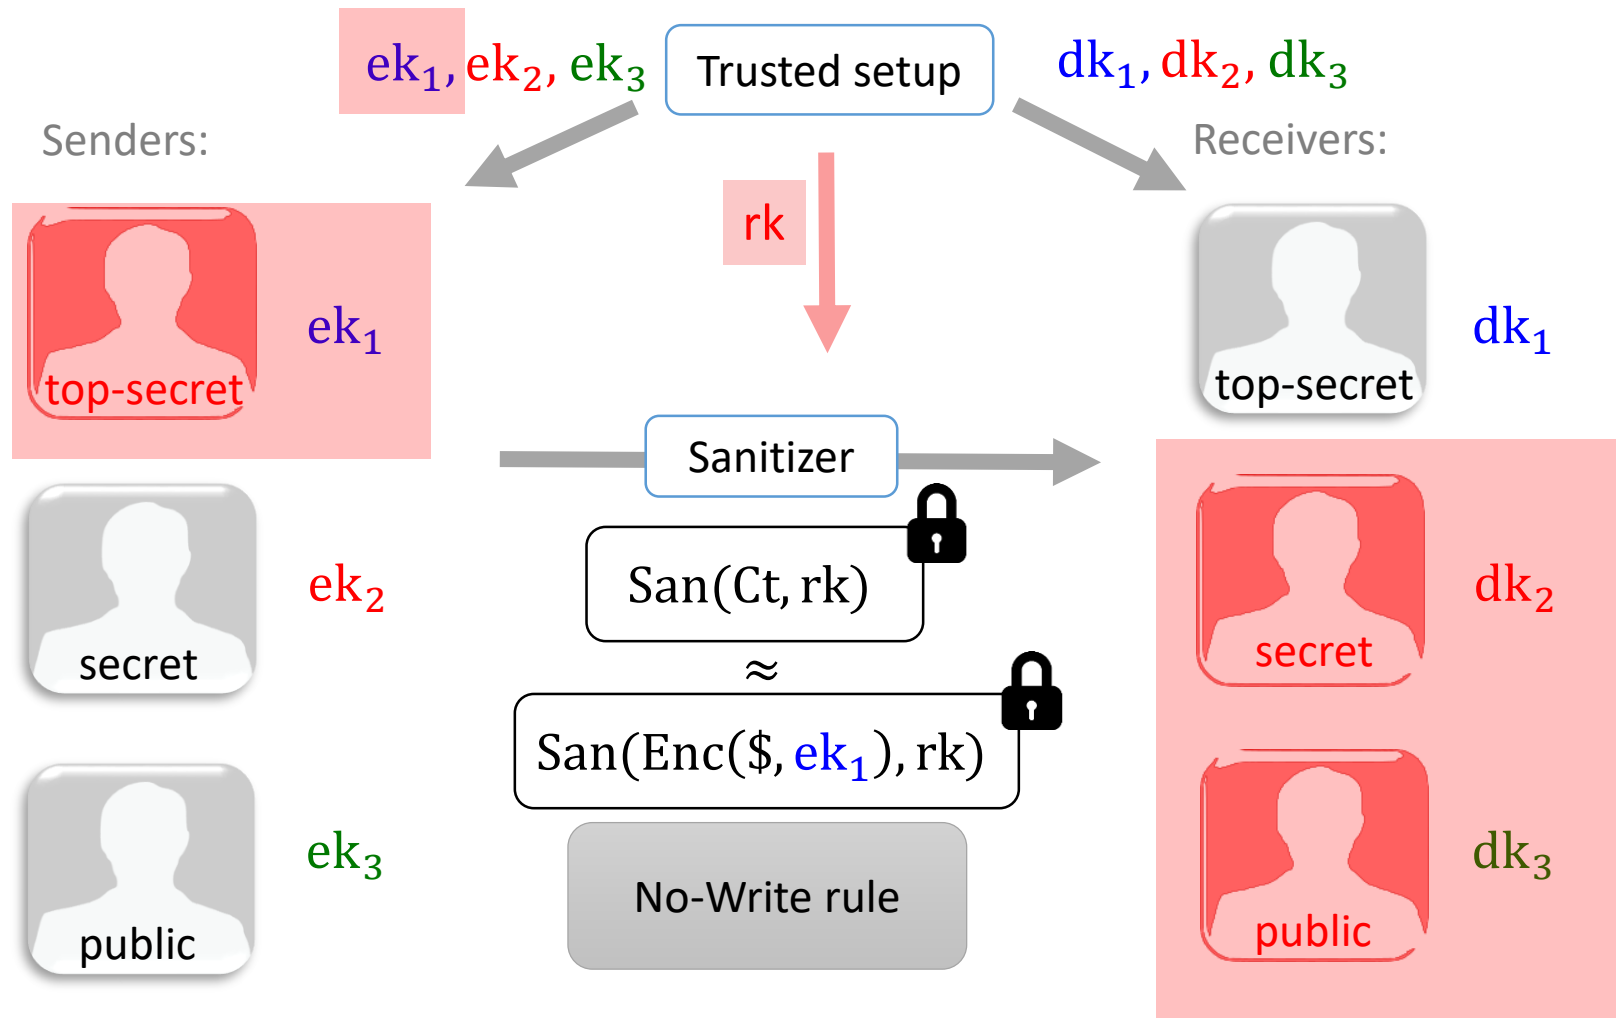 ek₁, ek₂, ek₃
Trusted setup
dk₁, dk₂, dk₃
Senders:
Receivers:
rk
top-secret
ek₁
top-secret
dk₁
Sanitizer
secret
ek₂
San(Ct, rk)
secret
dk₂
≈
San(Enc($, ek₁), rk)
public
ek₃
No-Write rule
public
dk₃